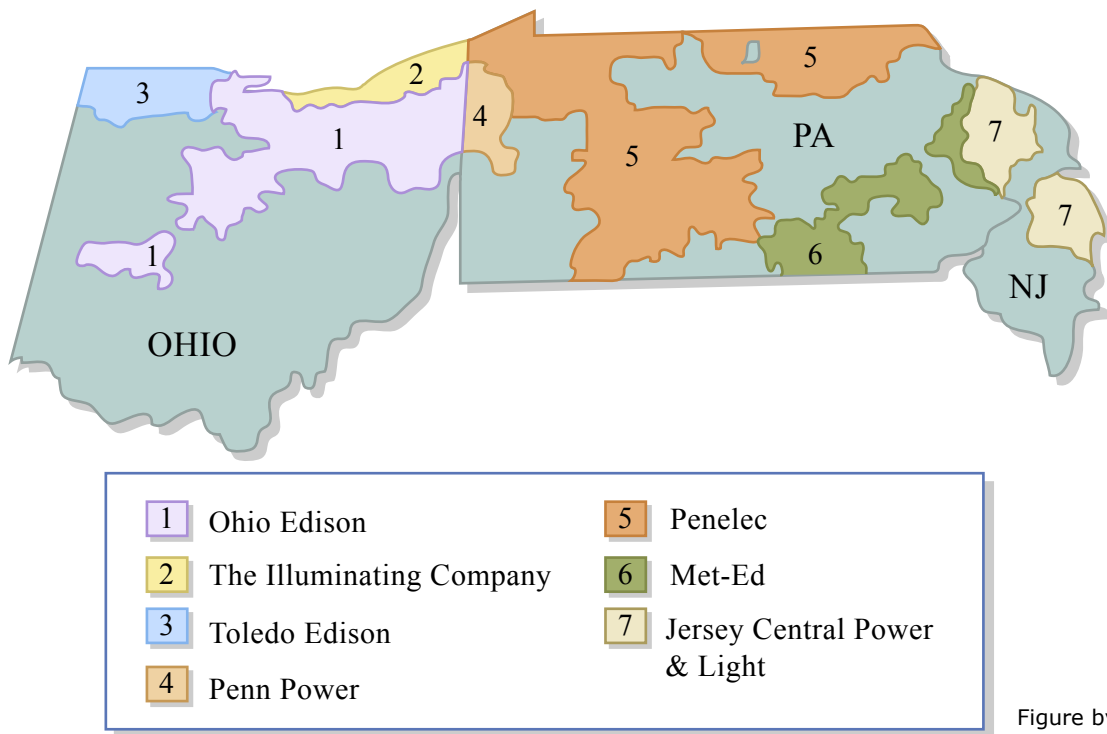 5
2
3
PA
7
4
1
5
7
1
6
NJ
OHIO
1 Ohio Edison
2 The Illuminating Company
3 Toledo Edison
4 Penn Power
5 Penelec
6 Met-Ed
7 Jersey Central Power
& Light
Figure